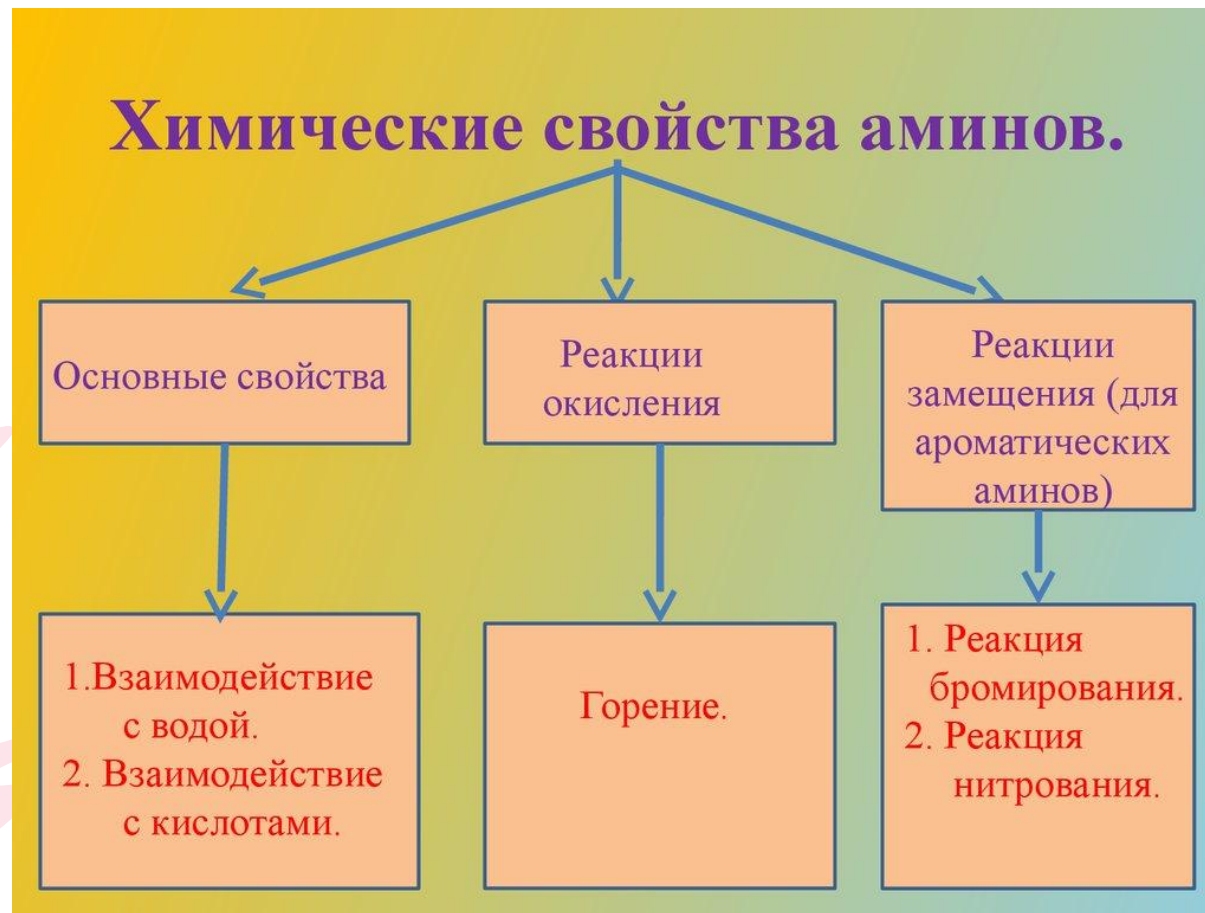 Химические свойства аминов.
Основные свойства
Реакции
окисления
Реакции
замещения (для
ароматических
аминов)
1.Взаимодействие
с водой.
2. Взаимодействие
с кислотами.
Горение.
1. Реакция
бромирования.
2. Реакция
нитрования.